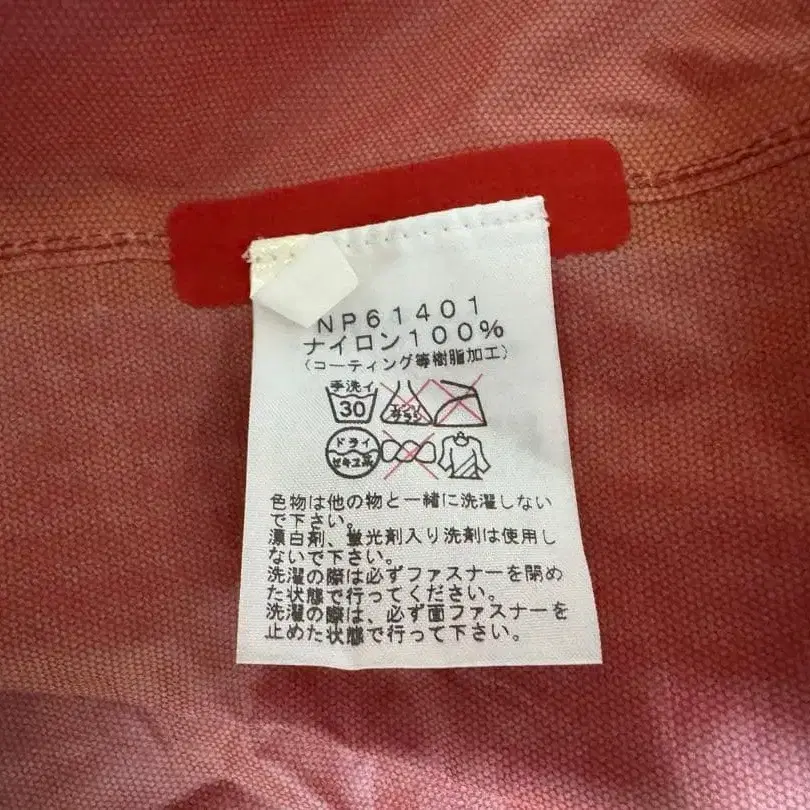 NP61401
ナイロン100%
(コーティング等樹脂加工)
手洗イ
30
エンソ
サラシ
ドライ
セキユ系
色物は他の物と一緒に洗濯しない
で下さい。
漂白剤、蛍光剤入り洗剤は使用し
ないで下さい。
洗濯の際は必ずファスナーを閉め
た状態で行ってください。
洗濯の際は、必ず面ファスナーを
止めた状態で行って下さい。